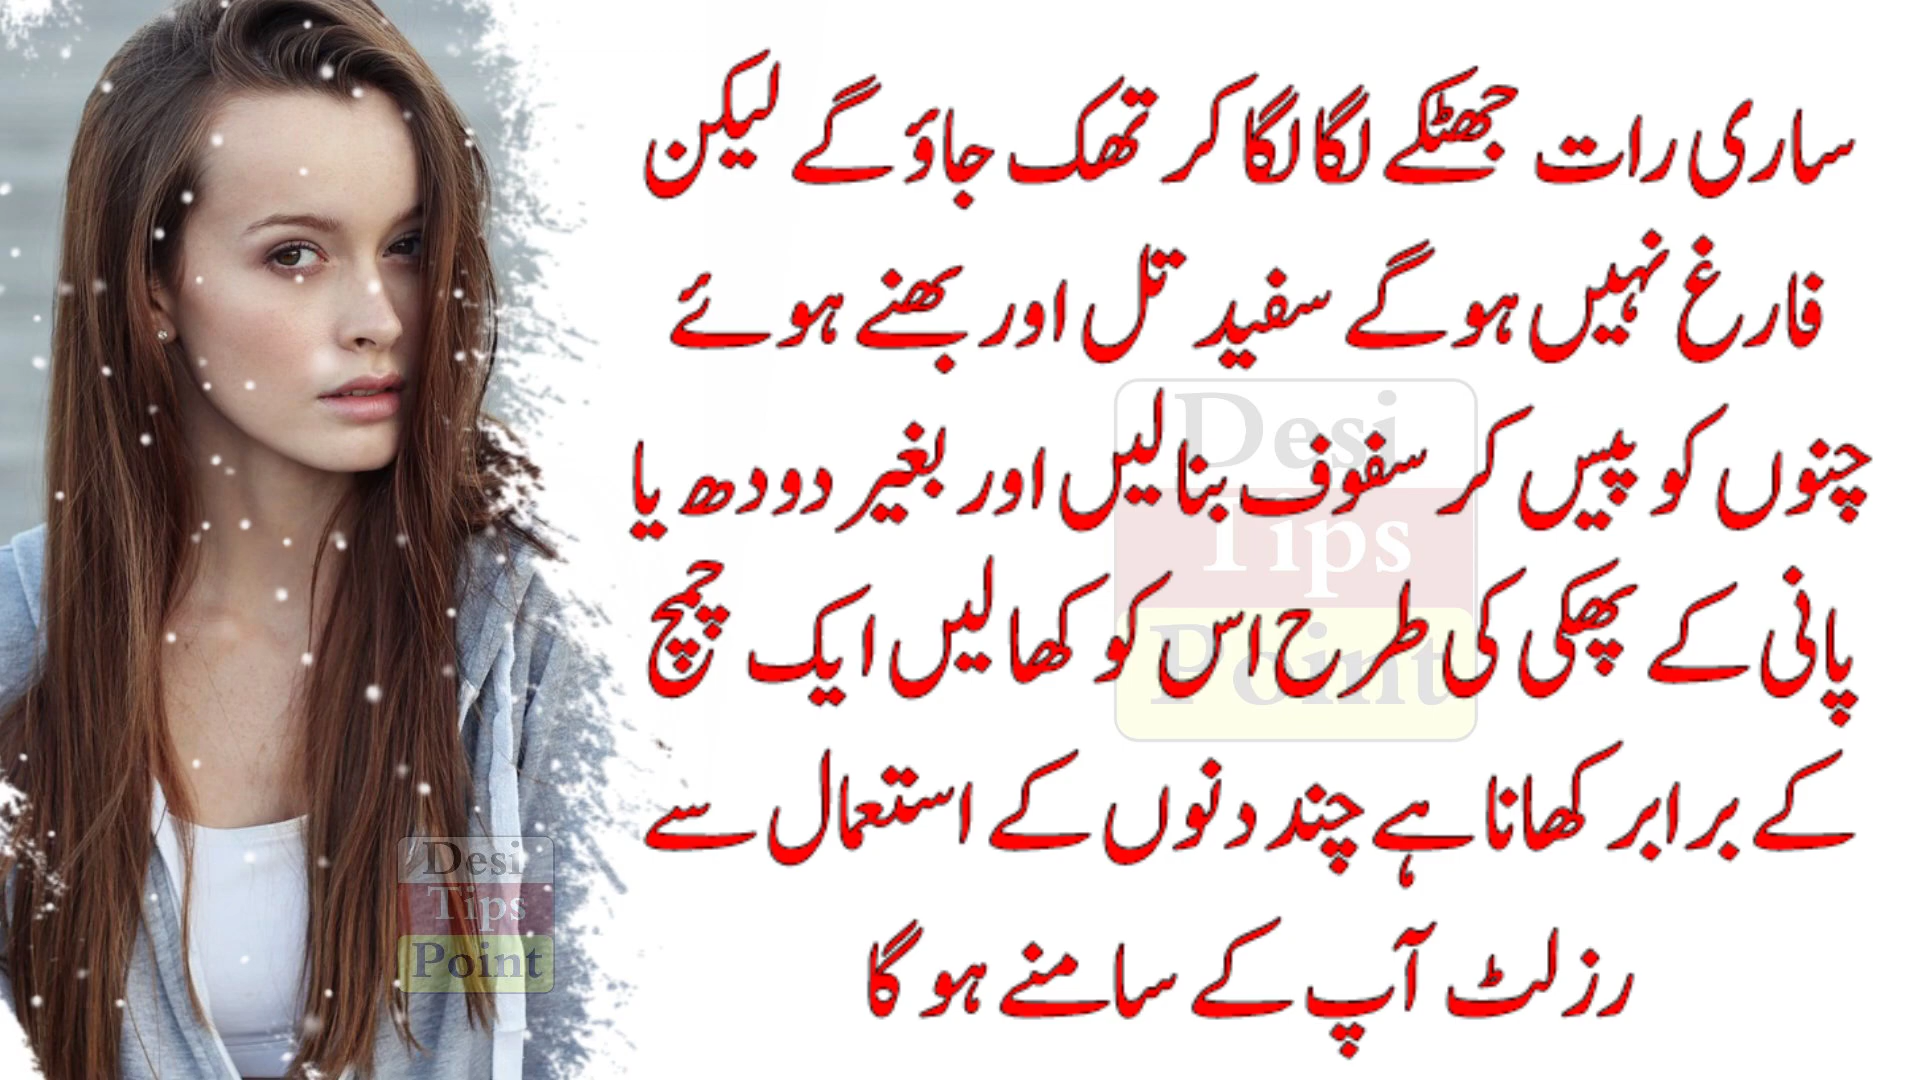 ساری رات جھٹکے لگا لگا کر تھک جاؤ گے لیکن
فارغ نہیں ہو گے سفید تل اور بھنے ہوئے
چنوں کو پیس کر سفوف بنا لیں اور بغیر دودھ یا
پانی کے پھکی کی طرح اس کو کھا لیں ایک چمچ
کے برابر کھانا ہے چند دنوں کے استعمال سے
رزلٹ آپ کے سامنے ہو گا
Desi
Tips
Point
Desi
Tips
Point